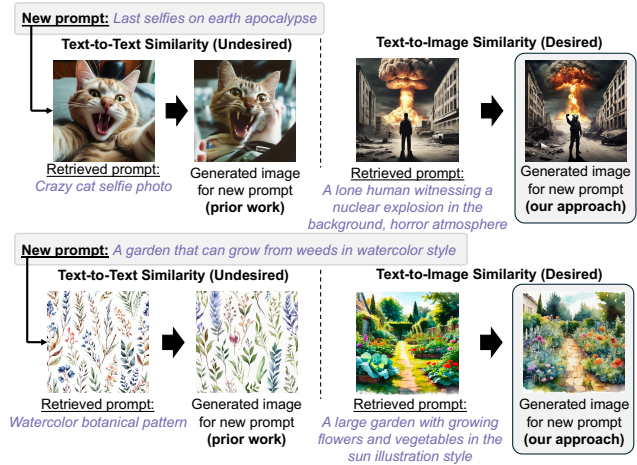 New prompt: Last selfies on earth apocalypse
Text-to-Text Similarity (Undesired)
Retrieved prompt:
Crazy cat selfie photo
Generated image
for new prompt
(prior work)
Text-to-Image Similarity (Desired)
Retrieved prompt:
A lone human witnessing a
nuclear explosion in the
background, horror atmosphere
Generated image
for new prompt
(our approach)
New prompt: A garden that can grow from weeds in watercolor style
Text-to-Text Similarity (Undesired)
Retrieved prompt:
Watercolor botanical pattern
Generated image
for new prompt
(prior work)
Text-to-Image Similarity (Desired)
Retrieved prompt:
A large garden with growing
flowers and vegetables in the
sun illustration style
Generated image
for new prompt
(our approach)